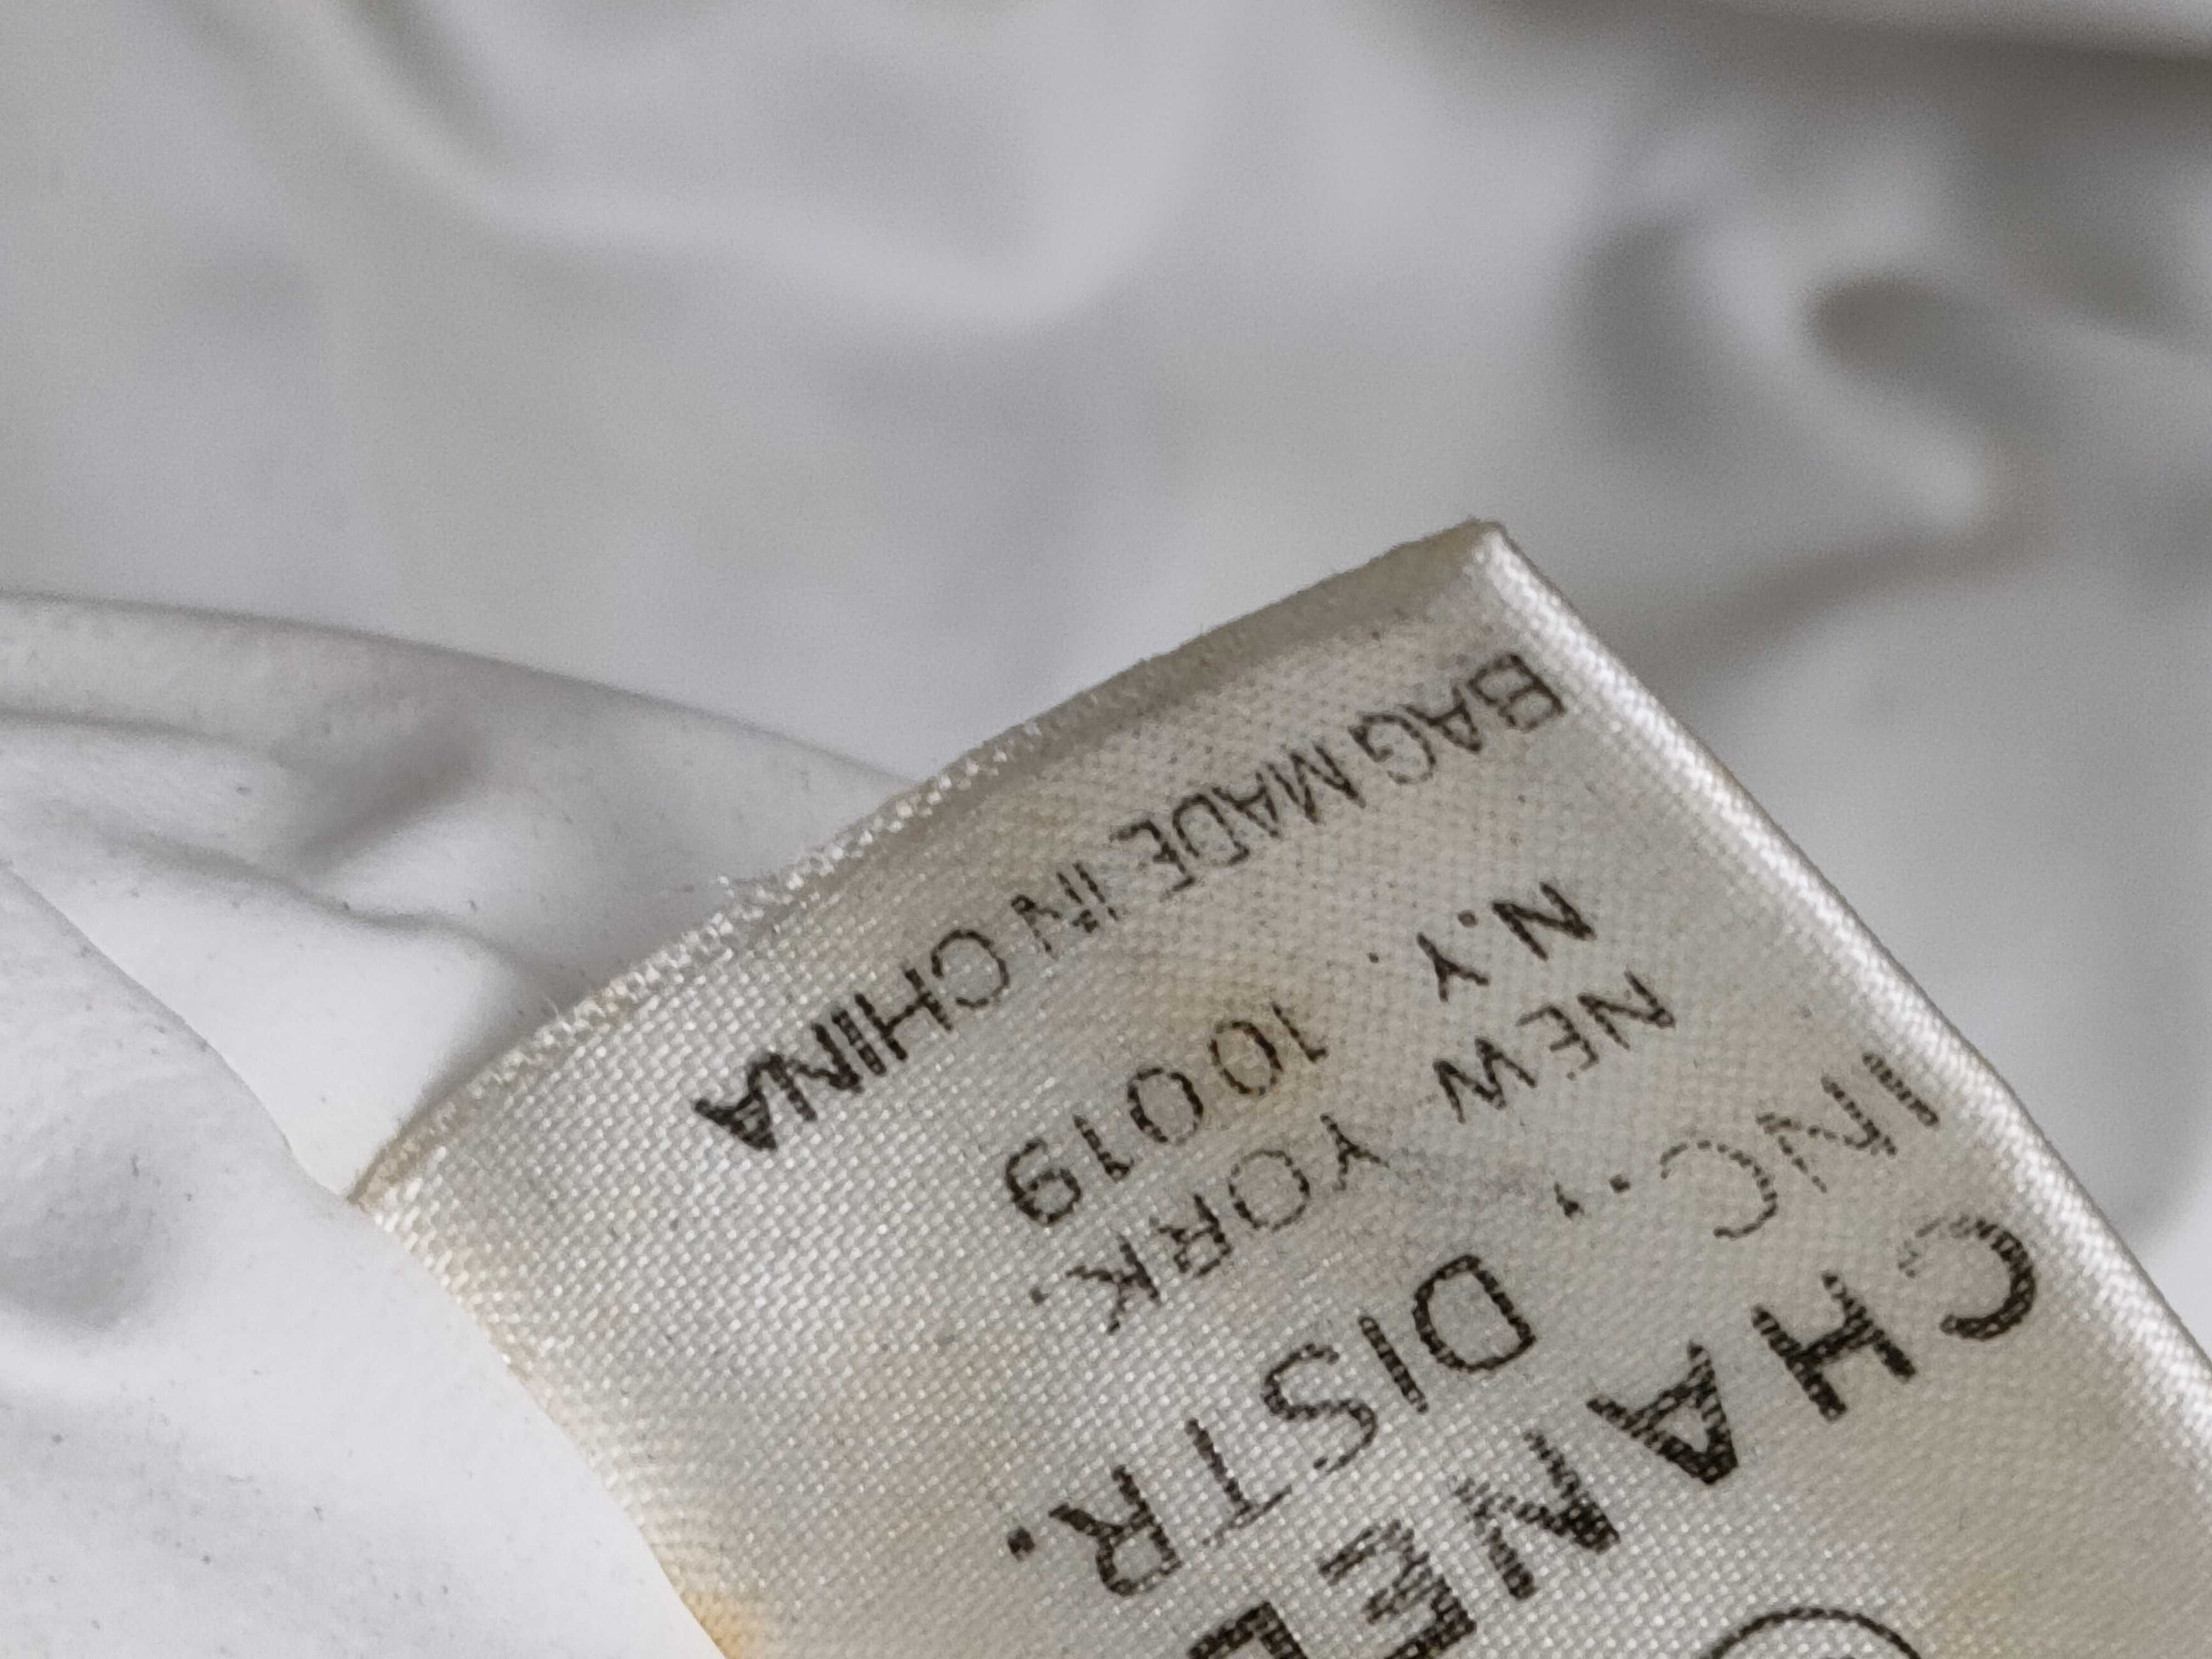 CHANEL
INC., DISTR.
NEW YORK.
N.Y. 10019
BAG MADE IN CHINA